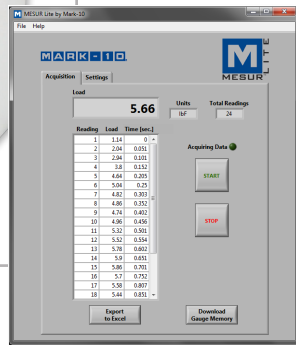 MESUR Lite by Mark-10
File Help
MARK-10
M LITE
MESUR
Acquisition Settings
Load
5.66
Units Total Readings
lbF 24
Reading Load Time [sec.]
1 1.14 0
2 2.04 0.051
3 2.94 0.101
4 3.8 0.152
5 4.64 0.205
6 5.04 0.25
7 4.82 0.303
8 4.86 0.352
9 4.74 0.402
10 4.96 0.456
11 5.32 0.501
12 5.52 0.554
13 5.78 0.602
14 5.9 0.651
15 5.86 0.701
16 5.7 0.752
17 5.58 0.807
18 5.44 0.851
Acquiring Data
START
STOP
Export
to Excel
Download
Gauge Memory